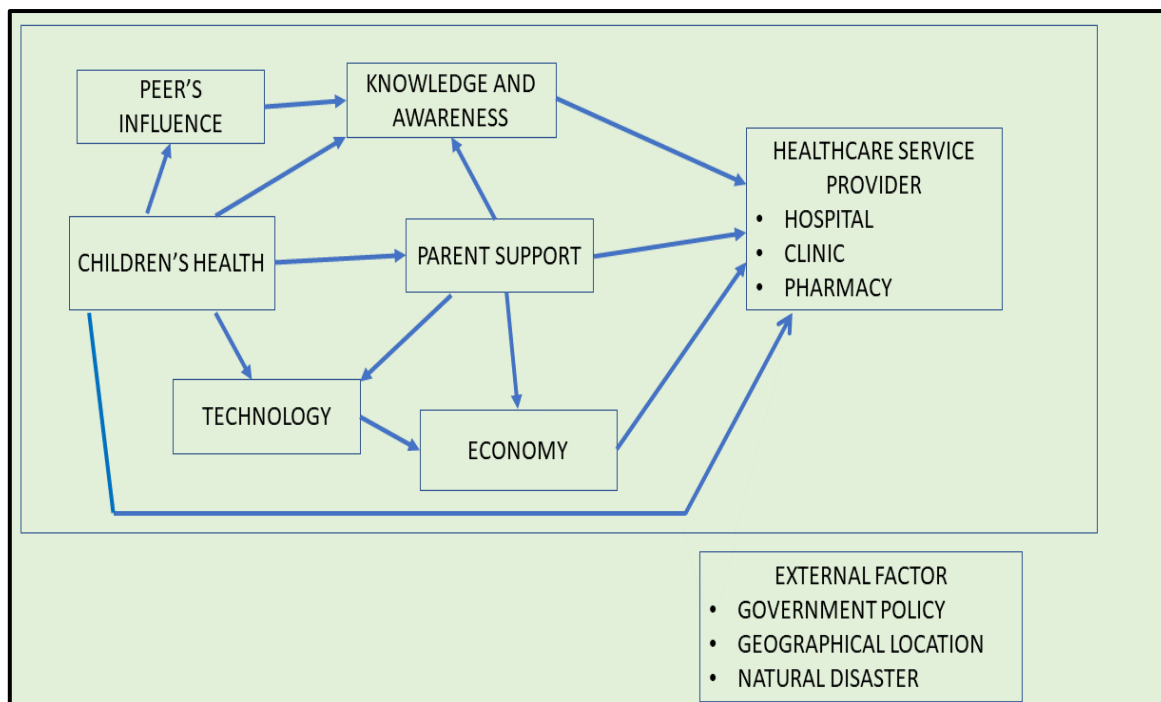 PEER'S
INFLUENCE
KNOWLEDGE AND
AWARENESS
HEALTHCARE SERVICE
PROVIDER
• HOSPITAL
• CLINIC
• PHARMACY
CHILDREN'S HEALTH
PARENT SUPPORT
TECHNOLOGY
ECONOMY
EXTERNAL FACTOR
• GOVERNMENT POLICY
• GEOGRAPHICAL LOCATION
• NATURAL DISASTER